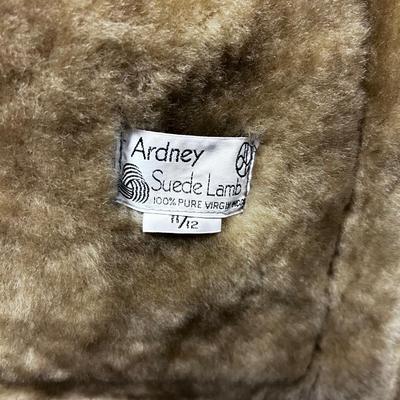 Ardney
Suede Lamb
100% PURE VIRGIN WOOL
11/12